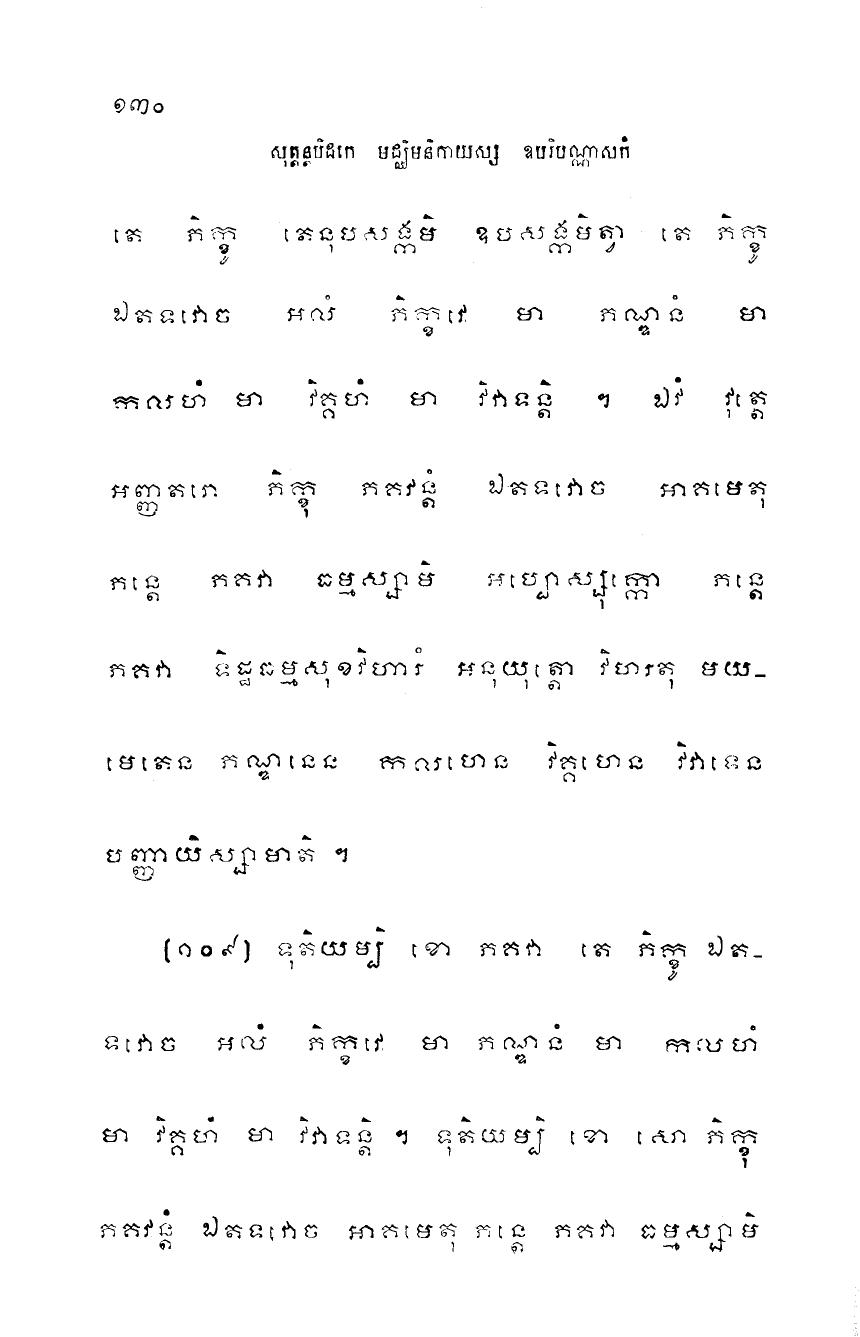 ១៣០
សុត្តន្តបិដកេ មជ្ឈិមនិកាយស្ស ឧបរិបណ្ណាសកំ
តេ ភិក្ខូ តេនុបសង្កមិ ឧបសង្កមិត្វា តេ ភិក្ខូ
ឯតទវោច អលំ ភិក្ខវេ មា ភណ្ឌនំ មា
កលហំ មា វិគ្គហំ មា វិវាទន្តិ ។ ឯវំ វុត្តេ
អញ្ញតរោ ភិក្ខុ ភគវន្តំ ឯតទវោច អាគមេតុ
ភន្តេ ភគវា ធម្មស្សាមិ អប្បោស្សុក្កោ ភន្តេ
ភគវា ទិដ្ឋធម្មសុខវិហារំ អនុយុត្តោ វិហរតុ មយ-
មេតេន ភណ្ឌនេន កលហេន វិគ្គហេន វិវាទេន
បញ្ញាយិស្សាមាតិ ។
(១០៩) ទុតិយម្បិ ខោ ភគវា តេ ភិក្ខូ ឯត-
ទវោច អលំ ភិក្ខវេ មា ភណ្ឌនំ មា កលហំ
មា វិគ្គហំ មា វិវាទន្តិ ។ ទុតិយម្បិ ខោ សោ ភិក្ខុ
ភគវន្តំ ឯតទវោច អាគមេតុ ភន្តេ ភគវា ធម្មស្សាមិ